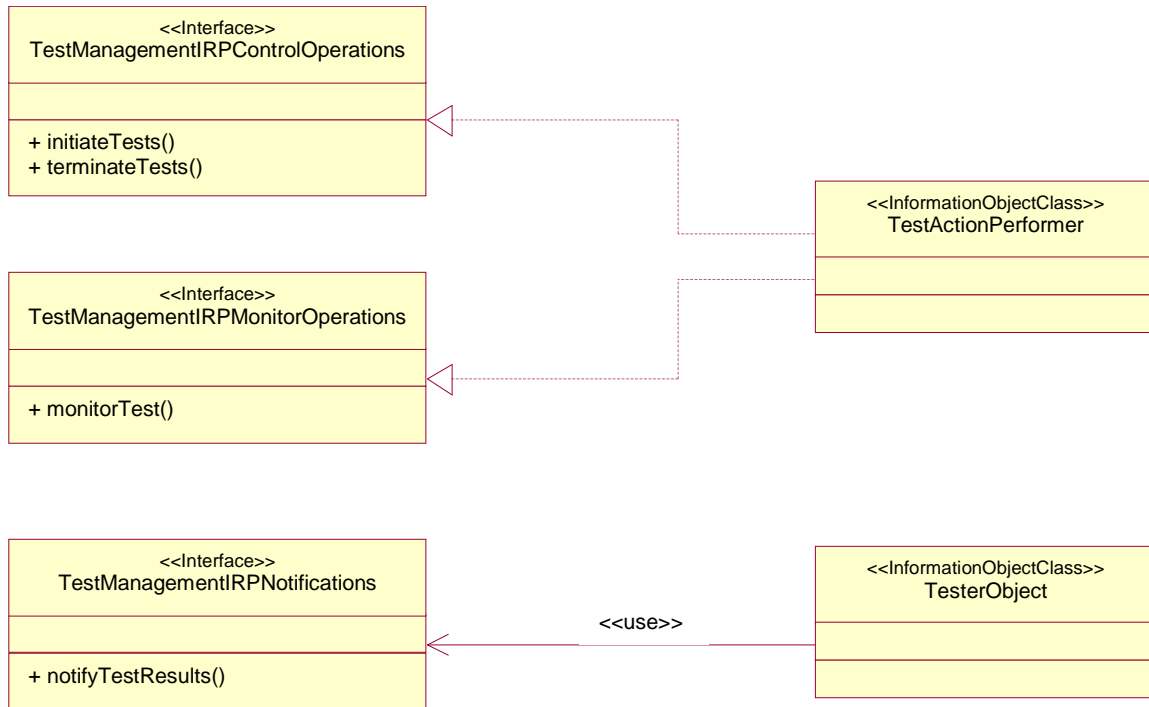 <<Interface>>
TestManagementIRPControlOperations
+ initiateTests()
+ terminateTests()
<<InformationObjectClass>>
TestActionPerformer
<<Interface>>
TestManagementIRPMonitorOperations
+ monitorTest()
<<Interface>>
TestManagementIRPNotifications
+ notifyTestResults()
<<use>>
<<InformationObjectClass>>
TesterObject